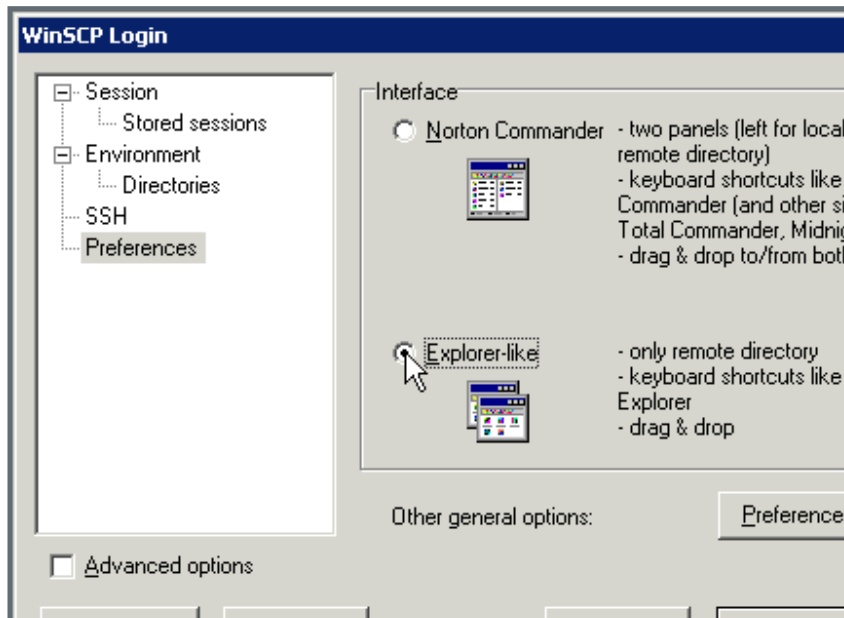 WinSCP Login
Session
Stored sessions
Environment
Directories
SSH
Preferences
Advanced options
Interface
Norton Commander
- two panels (left for local
remote directory)
- keyboard shortcuts like
Commander (and other si
Total Commander, Midnig
- drag & drop to/from both
Explorer-like
- only remote directory
- keyboard shortcuts like
Explorer
- drag & drop
Other general options:
Preference